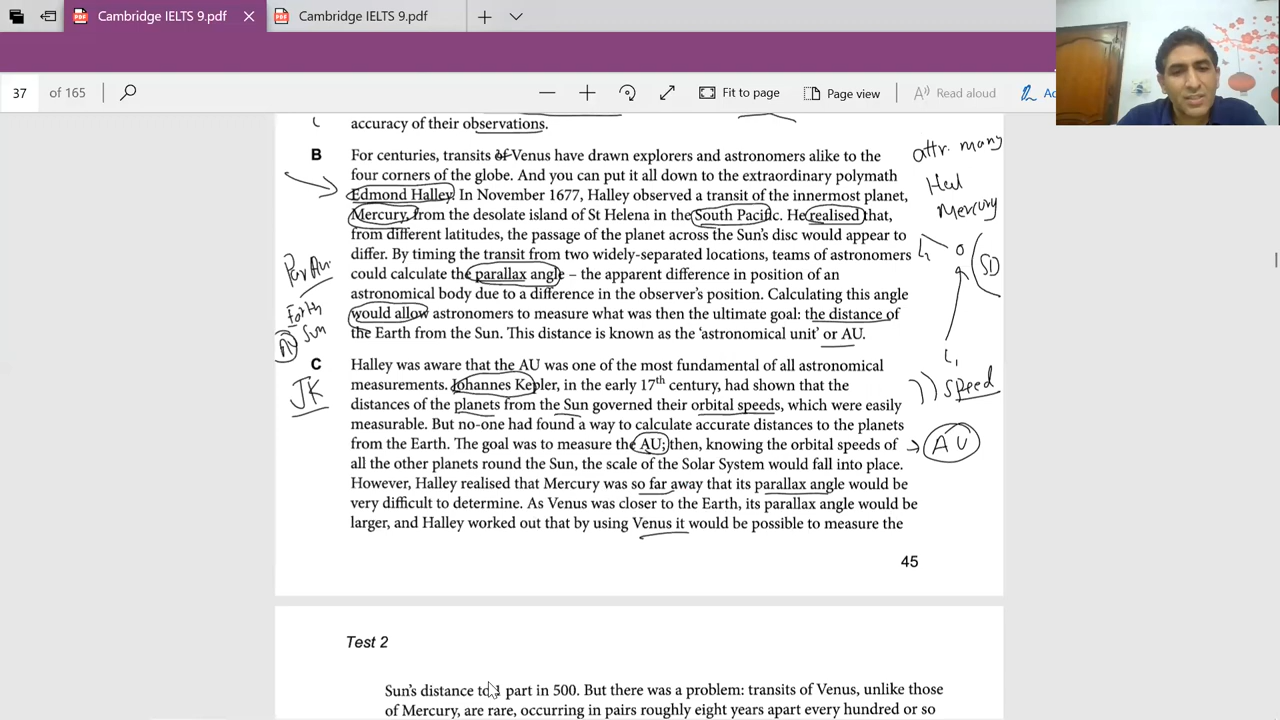 Cambridge IELTS 9.pdf
Cambridge IELTS 9.pdf
37 of 165
Fit to page
Page view
Read aloud
accuracy of their observations.
B For centuries, transits of Venus have drawn explorers and astronomers alike to the
four corners of the globe. And you can put it all down to the extraordinary polymath
Edmond Halley. In November 1677, Halley observed a transit of the innermost planet,
Mercury, from the desolate island of St Helena in the South Pacific. He realised that,
from different latitudes, the passage of the planet across the Sun's disc would appear to
differ. By timing the transit from two widely-separated locations, teams of astronomers
could calculate the parallax angle – the apparent difference in position of an
astronomical body due to a difference in the observer's position. Calculating this angle
would allow astronomers to measure what was then the ultimate goal: the distance of
the Earth from the Sun. This distance is known as the 'astronomical unit' or AU.
C Halley was aware that the AU was one of the most fundamental of all astronomical
measurements. Johannes Kepler, in the early 17th century, had shown that the
distances of the planets from the Sun governed their orbital speeds, which were easily
measurable. But no-one had found a way to calculate accurate distances to the planets
from the Earth. The goal was to measure the AU; then, knowing the orbital speeds of
all the other planets round the Sun, the scale of the Solar System would fall into place.
However, Halley realised that Mercury was so far away that its parallax angle would be
very difficult to determine. As Venus was closer to the Earth, its parallax angle would be
larger, and Halley worked out that by using Venus it would be possible to measure the
45
Test 2
Sun's distance to 1 part in 500. But there was a problem: transits of Venus, unlike those
of Mercury, are rare, occurring in pairs roughly eight years apart every hundred or so
attr. many
Mercury
SD
speed
AU
Earth
Sun
AU
JK